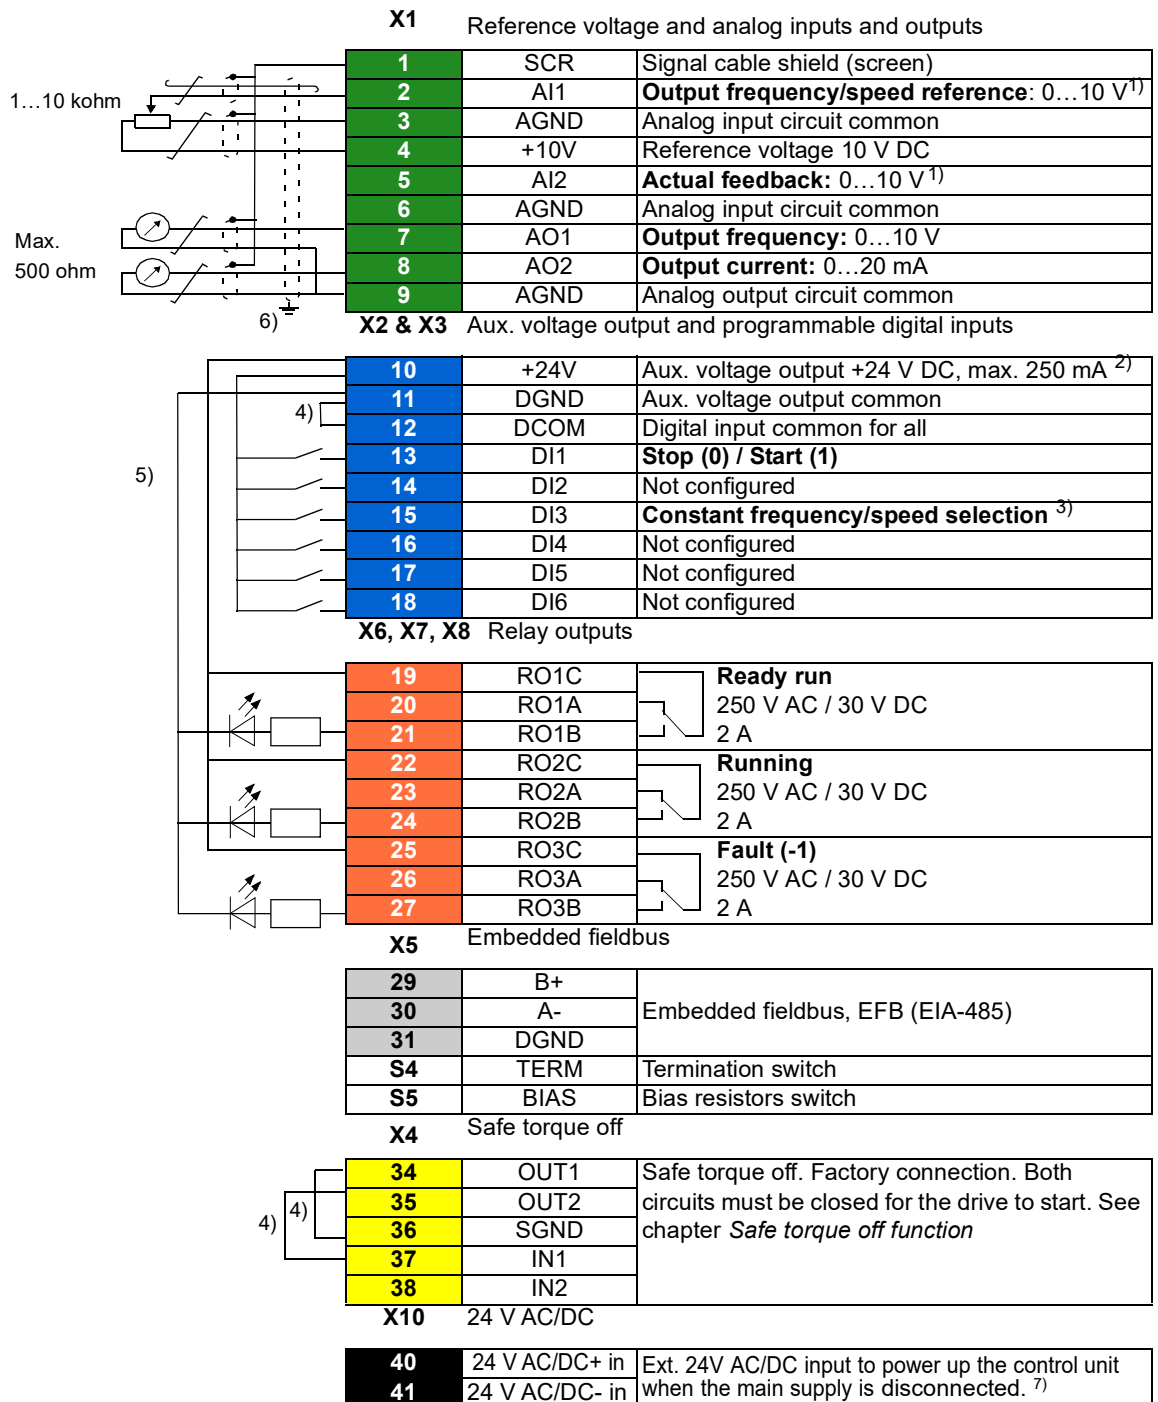 X1 Reference voltage and analog inputs and outputs
1 SCR Signal cable shield (screen)
1…10 kohm 2 AI1 Output frequency/speed reference: 0…10 V 1)
3 AGND Analog input circuit common
4 +10V Reference voltage 10 V DC
5 AI2 Actual feedback: 0…10 V 1)
6 AGND Analog input circuit common
Max. 7 AO1 Output frequency: 0…10 V
500 ohm 8 AO2 Output current: 0…20 mA
9 AGND Analog output circuit common
6) X2 & X3 Aux. voltage output and programmable digital inputs
10 +24V Aux. voltage output +24 V DC, max. 250 mA 2)
11 DGND Aux. voltage output common
4) 12 DCOM Digital input common for all
13 DI1 Stop (0) / Start (1)
5) 14 DI2 Not configured
15 DI3 Constant frequency/speed selection 3)
16 DI4 Not configured
17 DI5 Not configured
18 DI6 Not configured
X6, X7, X8 Relay outputs
19 RO1C Ready run
20 RO1A 250 V AC / 30 V DC
21 RO1B 2 A
22 RO2C Running
23 RO2A 250 V AC / 30 V DC
24 RO2B 2 A
25 RO3C Fault (-1)
26 RO3A 250 V AC / 30 V DC
27 RO3B 2 A
X5 Embedded fieldbus
29 B+
30 A- Embedded fieldbus, EFB (EIA-485)
31 DGND
S4 TERM Termination switch
S5 BIAS Bias resistors switch
X4 Safe torque off
34 OUT1 Safe torque off. Factory connection. Both
35 OUT2 circuits must be closed for the drive to start. See
4) 4) 36 SGND chapter Safe torque off function
37 IN1
38 IN2
X10 24 V AC/DC
40 24 V AC/DC+ in Ext. 24V AC/DC input to power up the control unit
41 24 V AC/DC- in when the main supply is disconnected. 7)